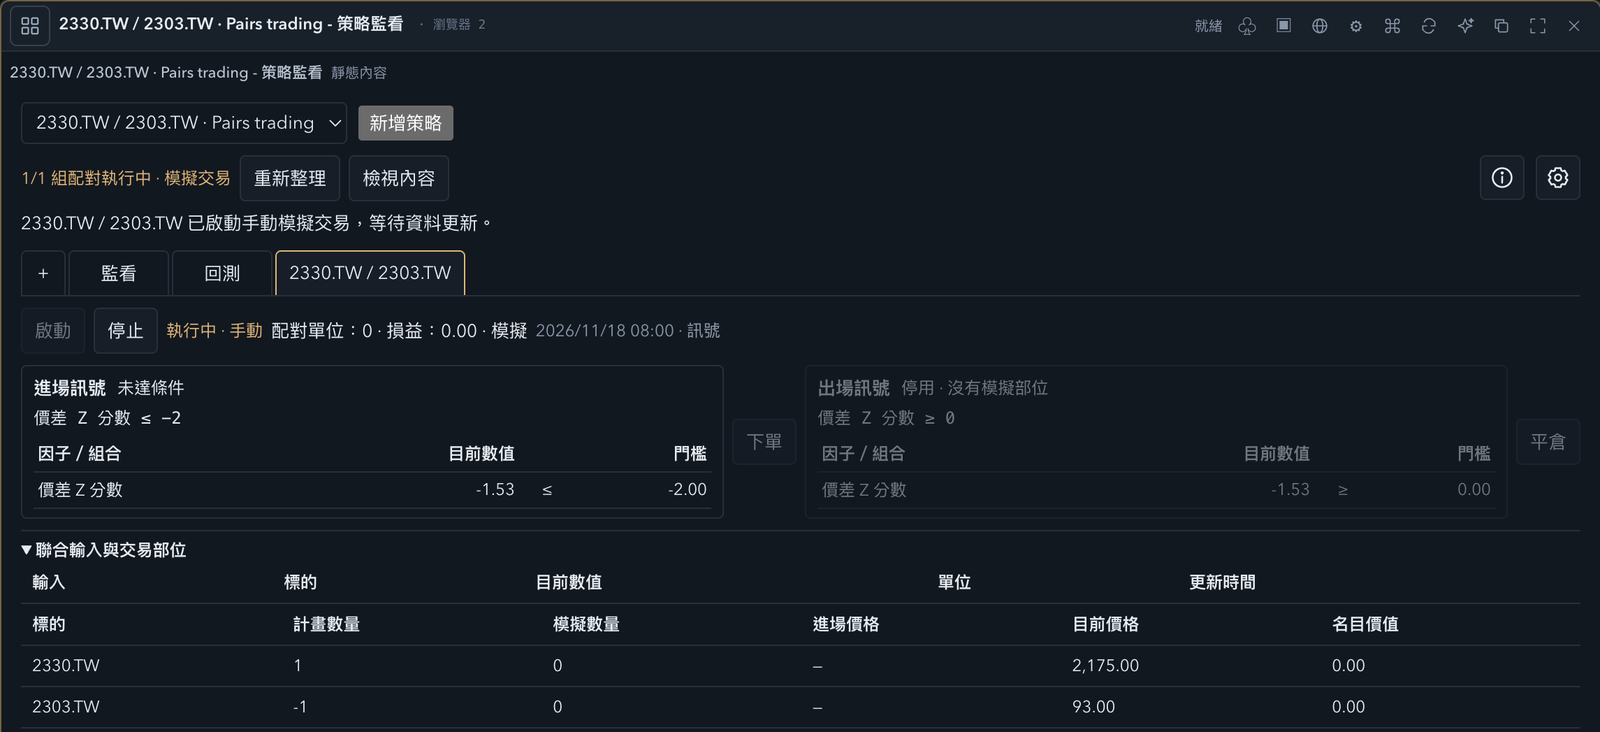 2330.TW / 2303.TW · Pairs trading - 策略監看 · 瀏覽器 2
就緒
2330.TW / 2303.TW · Pairs trading - 策略監看 靜態內容
2330.TW / 2303.TW · Pairs trading 新增策略
1/1 組配對執行中 · 模擬交易 重新整理 檢視內容
2330.TW / 2303.TW 已啟動手動模擬交易，等待資料更新。
+ 監看 回測 2330.TW / 2303.TW
啟動 停止 執行中 · 手動 配對單位：0 · 損益：0.00 · 模擬 2026/11/18 08:00 · 訊號
進場訊號 未達條件
價差 Z 分數 ≤ −2
因子 / 組合 目前數值 門檻
價差 Z 分數 -1.53 ≤ -2.00
下單
出場訊號 停用 · 沒有模擬部位
價差 Z 分數 ≥ 0
因子 / 組合 目前數值 門檻
價差 Z 分數 -1.53 ≥ 0.00
平倉
▼聯合輸入與交易部位
輸入 標的 目前數值 單位 更新時間
標的 計畫數量 模擬數量 進場價格 目前價格 名目價值
2330.TW 1 0 – 2,175.00 0.00
2303.TW -1 0 – 93.00 0.00